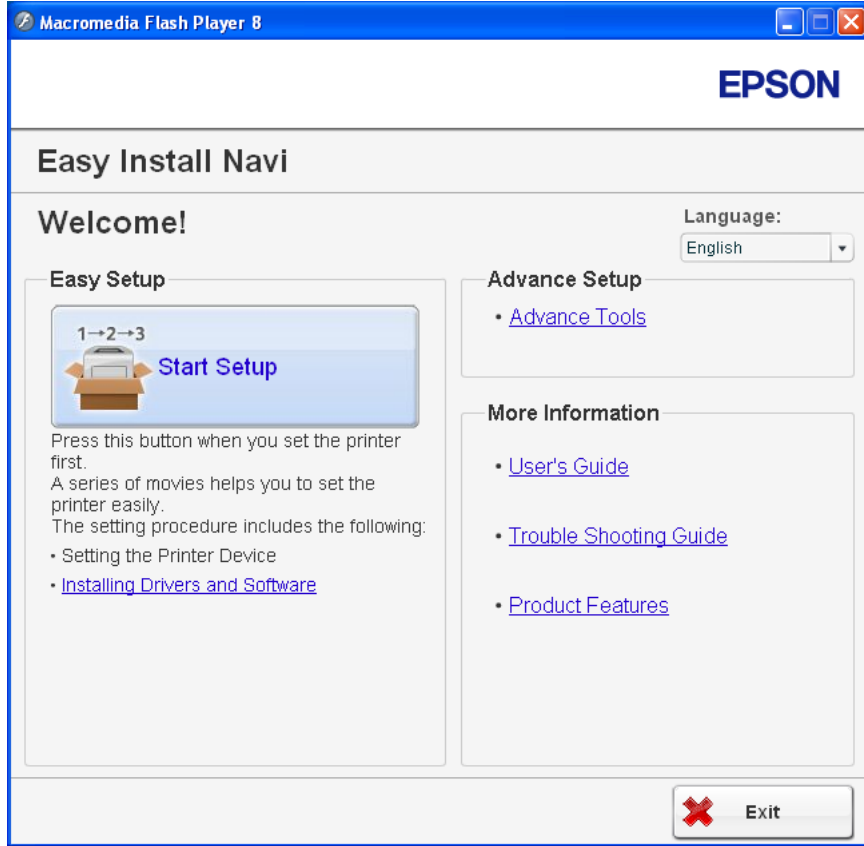 Macromedia Flash Player 8
EPSON
Easy Install Navi
Welcome!
Language:
English
Easy Setup
1→2→3
Start Setup
Press this button when you set the printer
first.
A series of movies helps you to set the
printer easily.
The setting procedure includes the following:
• Setting the Printer Device
• Installing Drivers and Software
Advance Setup
• Advance Tools
More Information
• User's Guide
• Trouble Shooting Guide
• Product Features
Exit